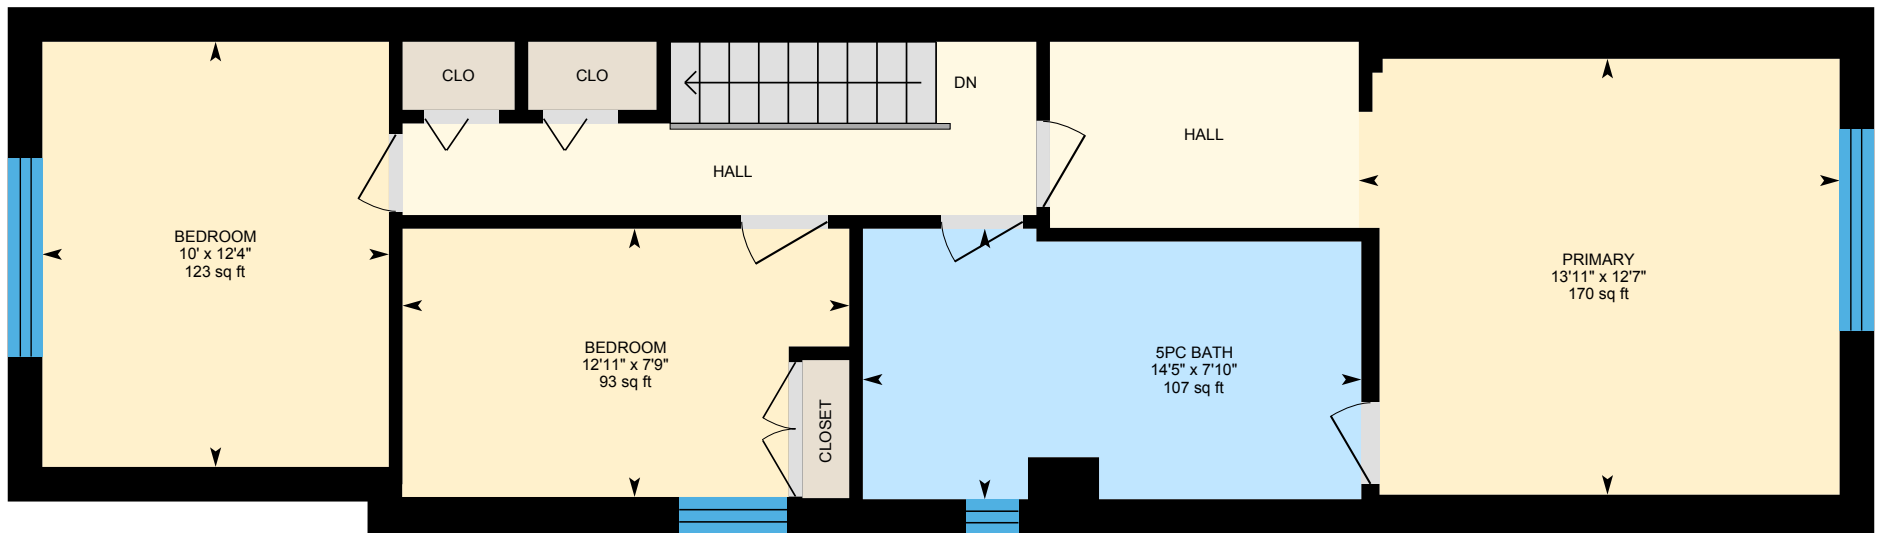 CLO
CLO
DN
HALL
HALL
BEDROOM
10' x 12'4"
123 sq ft
BEDROOM
12'11" x 7'9"
93 sq ft
CLOSET
5PC BATH
14'5" x 7'10"
107 sq ft
PRIMARY
13'11" x 12'7"
170 sq ft